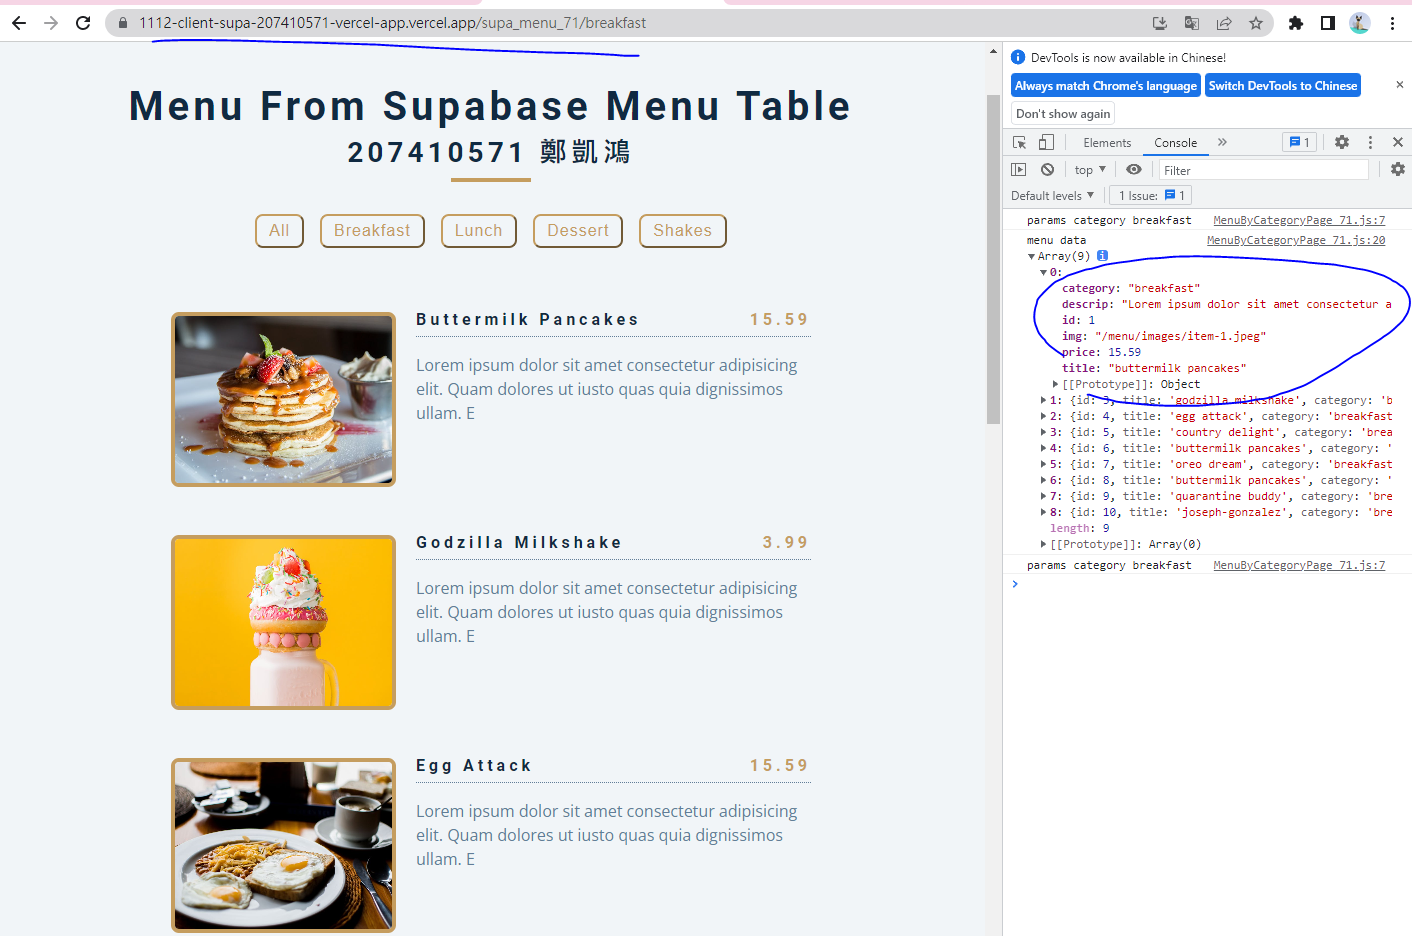 1112-client-supa-207410571-vercel-app.vercel.app/supa_menu_71/breakfast
Menu From Supabase Menu Table
207410571 鄭凱鴻
All Breakfast Lunch Dessert Shakes
Buttermilk Pancakes 15.59
Lorem ipsum dolor sit amet consectetur adipisicing
elit. Quam dolores ut iusto quas quia dignissimos
ullam. E
Godzilla Milkshake 3.99
Lorem ipsum dolor sit amet consectetur adipisicing
elit. Quam dolores ut iusto quas quia dignissimos
ullam. E
Egg Attack 15.59
Lorem ipsum dolor sit amet consectetur adipisicing
elit. Quam dolores ut iusto quas quia dignissimos
ullam. E
DevTools is now available in Chinese!
Always match Chrome's language Switch DevTools to Chinese
Don't show again
Elements Console 1
top Filter
Default levels 1 Issue: 1
params category breakfast MenuByCategoryPage_71.js:7
menu data MenuByCategoryPage_71.js:20
Array(9)
0:
category: "breakfast"
descrip: "Lorem ipsum dolor sit amet consectetur a
id: 1
img: "/menu/images/item-1.jpeg"
price: 15.59
title: "buttermilk pancakes"
[[Prototype]]: Object
1: {id: 3, title: 'godzilla milkshake', category: 'b
2: {id: 4, title: 'egg attack', category: 'breakfast
3: {id: 5, title: 'country delight', category: 'brea
4: {id: 6, title: 'buttermilk pancakes', category: '
5: {id: 7, title: 'oreo dream', category: 'breakfast
6: {id: 8, title: 'buttermilk pancakes', category: '
7: {id: 9, title: 'quarantine buddy', category: 'bre
8: {id: 10, title: 'joseph-gonzalez', category: 'bre
length: 9
[[Prototype]]: Array(0)
params category breakfast MenuByCategoryPage_71.js:7